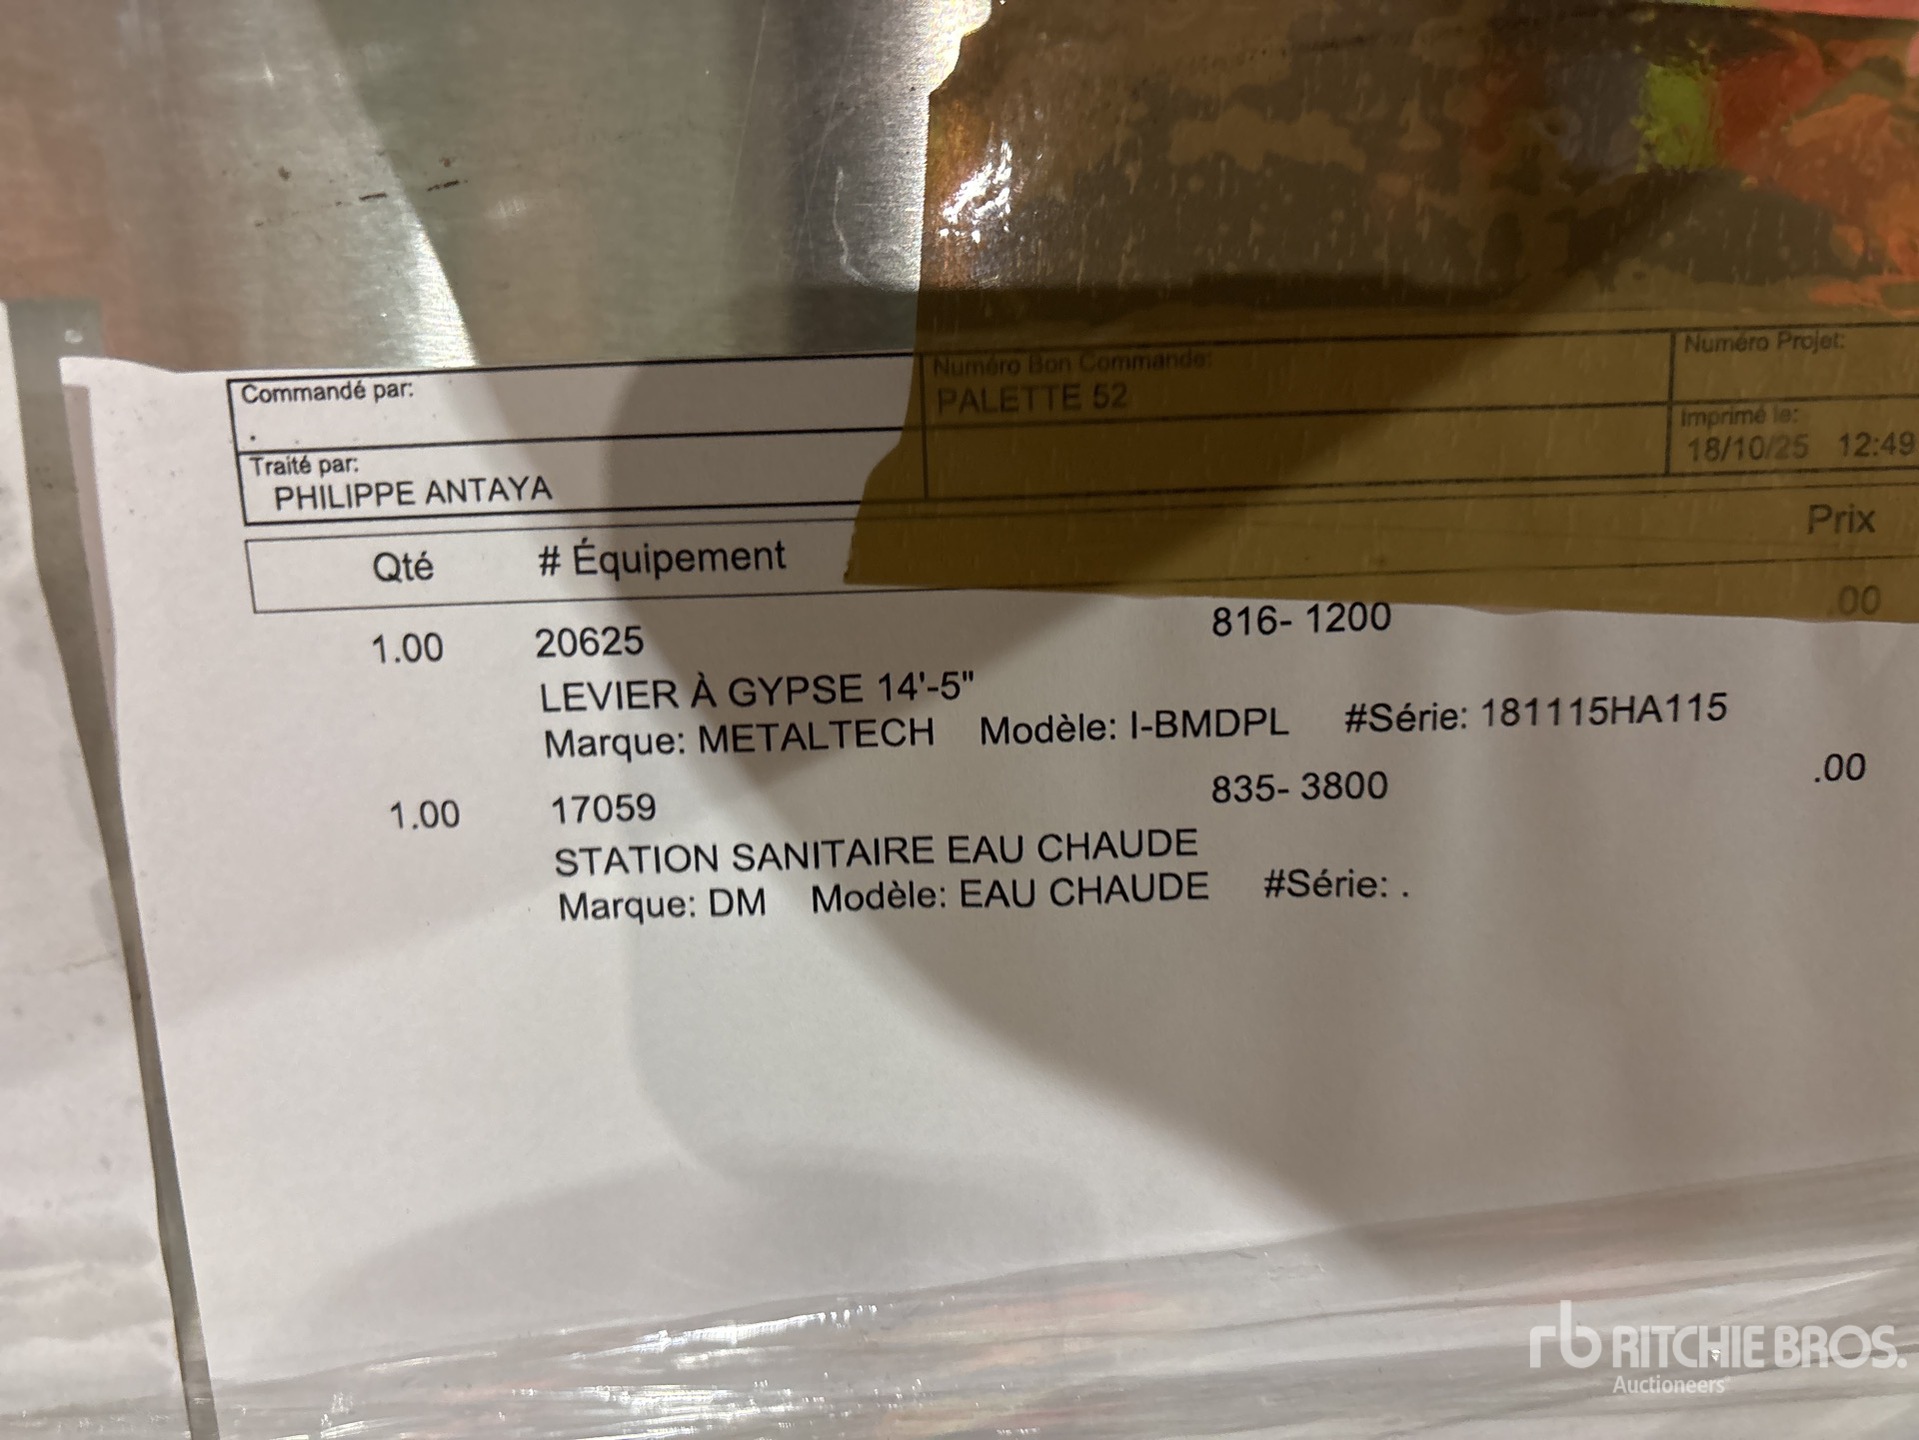 Commandé par:
.
Numéro Bon Commande:
PALETTE 52
Numéro Projet:
Traité par:
PHILIPPE ANTAYA
Imprimé le:
18/10/25 12:49
Qté # Équipement Prix
1.00 20625 816- 1200 .00
LEVIER À GYPSE 14'-5"
Marque: METALTECH Modèle: I-BMDPL #Série: 181115HA115
1.00 17059 835- 3800 .00
STATION SANITAIRE EAU CHAUDE
Marque: DM Modèle: EAU CHAUDE #Série: .
rb RITCHIE BROS.
Auctioneers